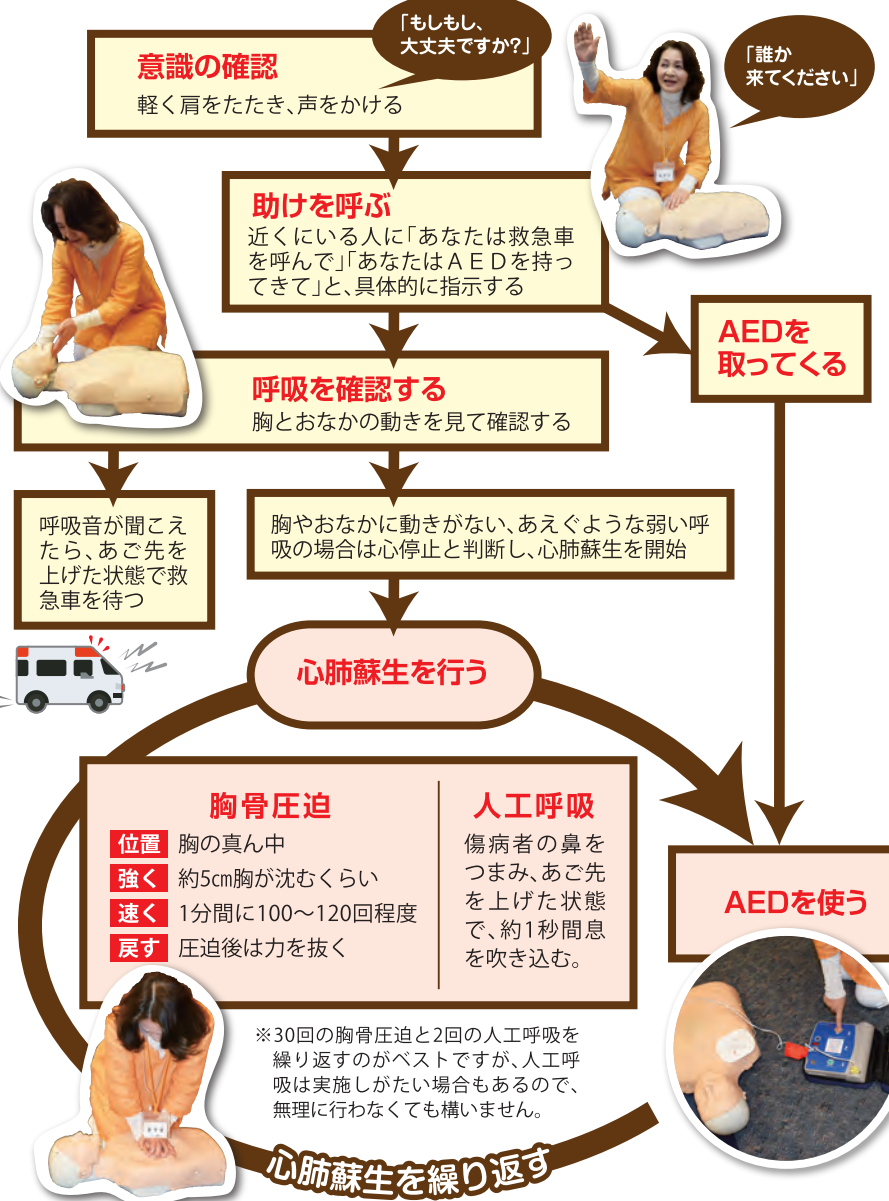 「もしもし、
大丈夫ですか?」
意識の確認
軽く肩をたたき、声をかける
「誰か
来てください」
助けを呼ぶ
近くにいる人に「あなたは救急車
を呼んで」「あなたはＡＥＤを持っ
てきて」と、具体的に指示する
AEDを
取ってくる
呼吸を確認する
胸とおなかの動きを見て確認する
呼吸音が聞こえ
たら、あご先を
上げた状態で救
急車を待つ
胸やおなかに動きがない、あえぐような弱い呼
吸の場合は心停止と判断し、心肺蘇生を開始
心肺蘇生を行う
胸骨圧迫
位置 胸の真ん中
強く 約5㎝胸が沈むくらい
速く 1分間に100〜120回程度
戻す 圧迫後は力を抜く
人工呼吸
傷病者の鼻を
つまみ、あご先
を上げた状態
で、約1秒間息
を吹き込む。
AEDを使う
※30回の胸骨圧迫と2回の人工呼吸を
繰り返すのがベストですが、人工呼
吸は実施しがたい場合もあるので、
無理に行わなくても構いません。
心肺蘇生を繰り返す